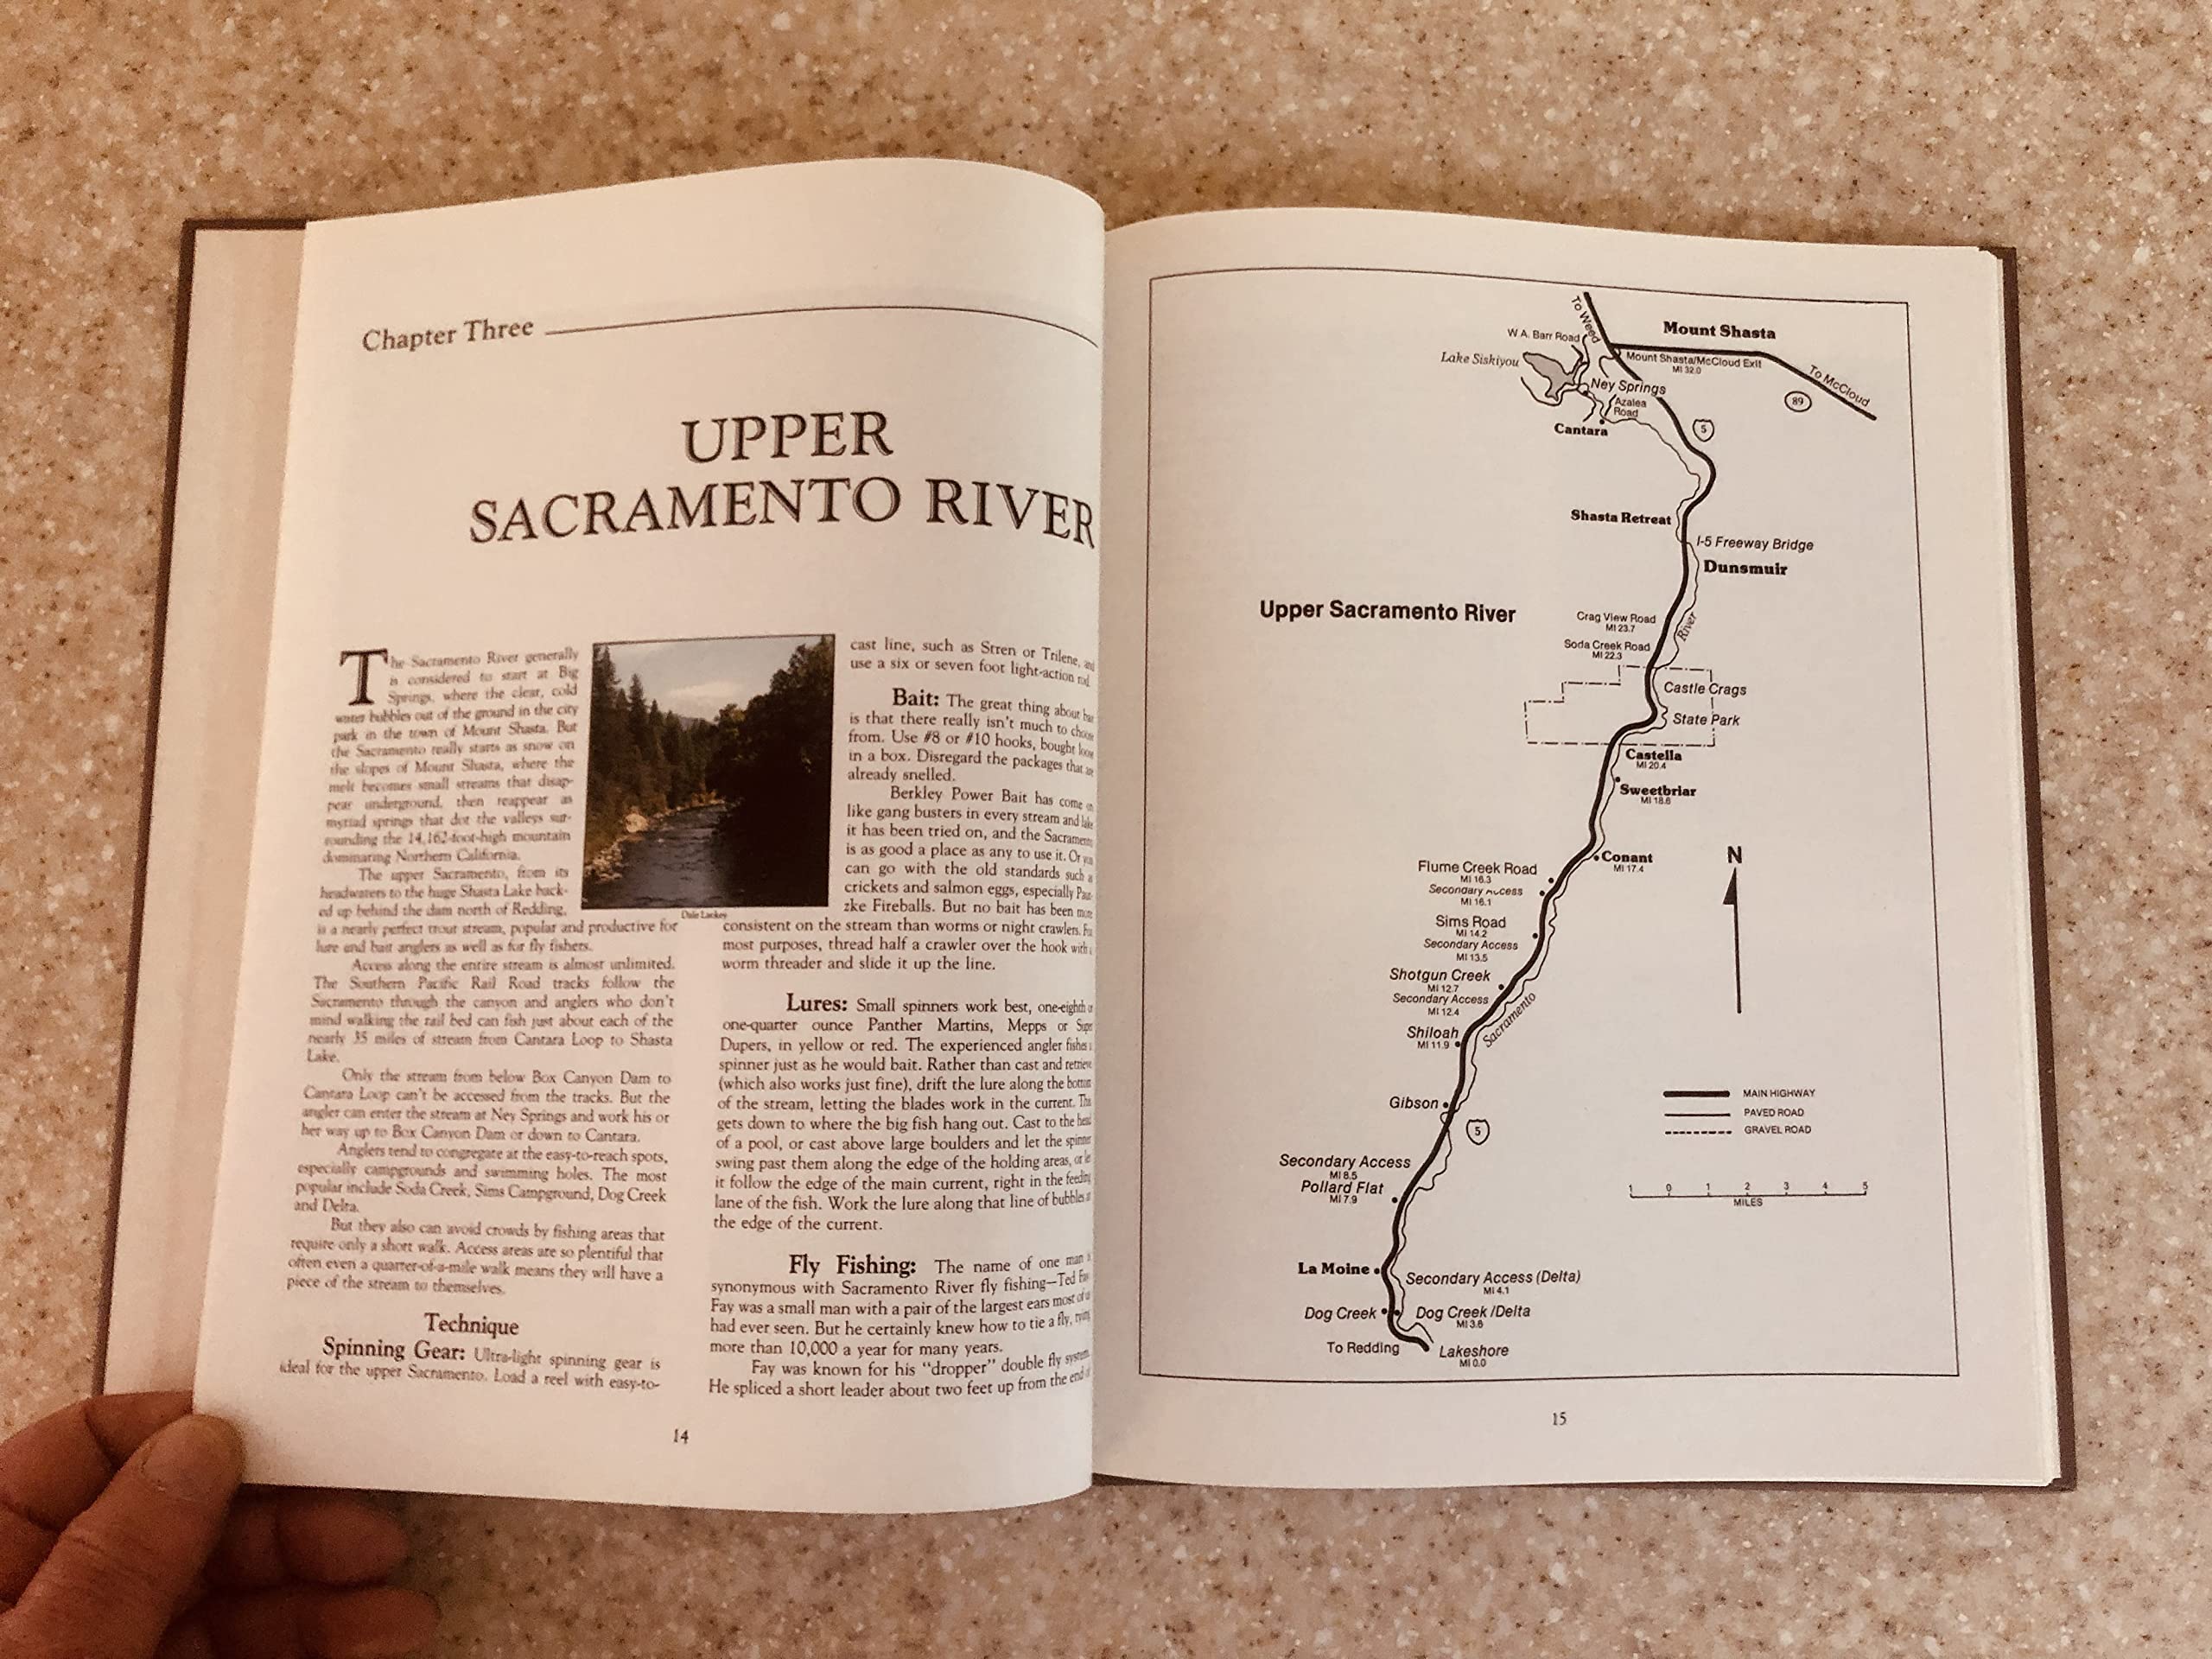 Chapter Three
UPPER
SACRAMENTO RIVER
The Sacramento River generally
is considered to start at Big
Springs, where the clear, cold
water bubbles out of the ground in the city
park in the town of Mount Shasta. But
the Sacramento really starts as snow on
the slopes of Mount Shasta, where the
melt becomes small streams that disap-
pear underground, then reappear as
myriad springs that dot the valleys sur-
rounding the 14,162-foot-high mountain
dominating Northern California.
The upper Sacramento, from its
headwaters to the huge Shasta Lake back-
ed up behind the dam north of Redding,
is a nearly perfect trout stream, popular and productive for
lure and bait anglers as well as for fly fishers.
Access along the entire stream is almost unlimited.
The Southern Pacific Rail Road tracks follow the
Sacramento through the canyon and anglers who don't
mind walking the rail bed can fish just about each of the
nearly 35 miles of stream from Cantara Loop to Shasta
Lake.
Only the stream from below Box Canyon Dam to
Cantara Loop can't be accessed from the tracks. But the
angler can enter the stream at Ney Springs and work his or
her way up to Box Canyon Dam or down to Cantara.
Anglers tend to congregate at the easy-to-reach spots,
especially campgrounds and swimming holes. The most
popular include Soda Creek, Sims Campground, Dog Creek
and Delta.
But they also can avoid crowds by fishing areas that
require only a short walk. Access areas are so plentiful that
often even a quarter-of-a-mile walk means they will have a
piece of the stream to themselves.
Technique
Spinning Gear: Ultra-light spinning gear is
ideal for the upper Sacramento. Load a reel with easy-to-
Dale Lackey
cast line, such as Stren or Trilene, and
use a six or seven foot light-action rod.
Bait: The great thing about
is that there really isn't much to choose
from. Use #8 or #10 hooks, bought loose
in a box. Disregard the packages that are
already snelled.
Berkley Power Bait has come on
like gang busters in every stream and lake
it has been tried on, and the Sacramento
is as good a place as any to use it. Or you
can go with the old standards such
crickets and salmon eggs, especially Paut-
zke Fireballs. But no bait has been more
consistent on the stream than worms or night crawlers. For
most purposes, thread half a crawler over the hook with a
worm threader and slide it up the line.
Lures: Small spinners work best, one-eighth or
one-quarter ounce Panther Martins, Mepps or Super
Dupers, in yellow or red. The experienced angler fishes a
spinner just as he would bait. Rather than cast and retrieve
(which also works just fine), drift the lure along the bottom
of the stream, letting the blades work in the current. This
gets down to where the big fish hang out. Cast to the head
of a pool, or cast above large boulders and let the spinner
swing past them along the edge of the holding areas, or let
it follow the edge of the main current, right in the feeding
lane of the fish. Work the lure along that line of bubbles at
the edge of the current.
Fly Fishing: The name of one man is
synonymous with Sacramento River fly fishing—Ted Fay.
Fay was a small man with a pair of the largest ears most of us
had ever seen. But he certainly knew how to tie a fly, tying
more than 10,000 a year for many years.
Fay was known for his "dropper" double fly system.
He spliced a short leader about two feet up from the end of
14
To Weed
W.A. Barr Road
Mount Shasta
Lake Siskiyou
Mount Shasta/McCloud Exit
MI 32.0
To McCloud
89
Ney Springs
Azalea
Road
Cantara
5
Shasta Retreat
I-5 Freeway Bridge
Dunsmuir
Upper Sacramento River
Crag View Road
MI 23.7
River
Soda Creek Road
MI 22.3
Castle Crags
State Park
Castella
MI 20.4
Sweetbriar
MI 18.6
Conant
MI 17.4
N
Flume Creek Road
MI 16.3
Secondary Access
MI 16.1
Sims Road
MI 14.2
Secondary Access
MI 13.5
Shotgun Creek
MI 12.7
Secondary Access
MI 12.4
Sacramento
Shiloah
MI 11.9
Gibson
5
MAIN HIGHWAY
PAVED ROAD
GRAVEL ROAD
Secondary Access
MI 8.5
Pollard Flat
MI 7.9
1 0 1 2 3 4 5
MILES
La Moine
Secondary Access (Delta)
MI 4.1
Dog Creek
Dog Creek /Delta
MI 3.6
To Redding
Lakeshore
MI 0.0
15